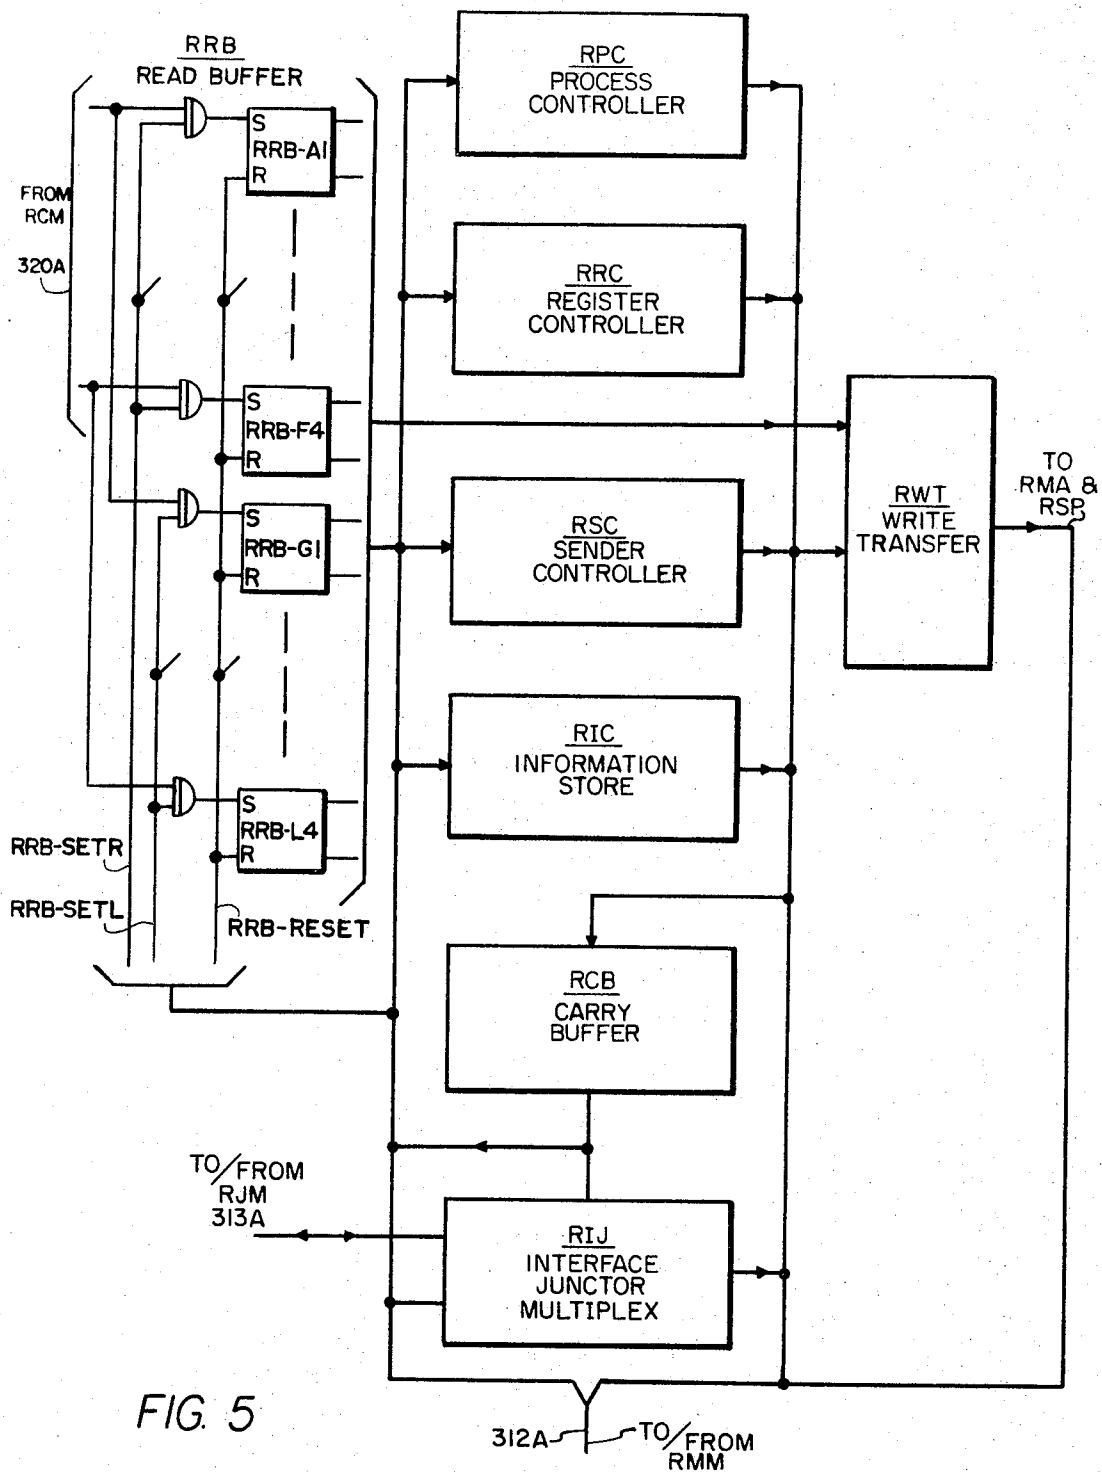 RRB
READ BUFFER
FROM
RCM
320A
S
RRB-A1
R
S
RRB-F4
R
S
RRB-G1
R
S
RRB-L4
R
RRB-SETR
RRB-SETL
RRB-RESET
RPC
PROCESS
CONTROLLER
RRC
REGISTER
CONTROLLER
RSC
SENDER
CONTROLLER
RIC
INFORMATION
STORE
RCB
CARRY
BUFFER
TO/FROM
RJM
313A
RIJ
INTERFACE
JUNCTOR
MULTIPLEX
RWT
WRITE
TRANSFER
TO
RMA &
RSP
312A
TO/FROM
RMM
FIG. 5